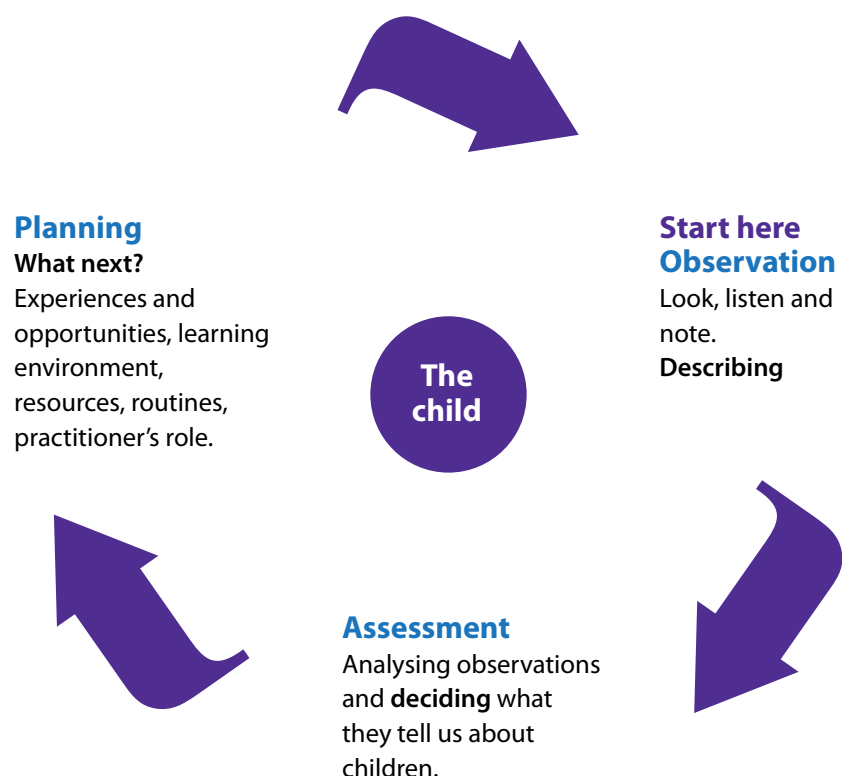 Planning
What next?
Experiences and
opportunities, learning
environment,
resources, routines,
practitioner’s role.
The
child
Start here
Observation
Look, listen and
note.
Describing
Assessment
Analysing observations
and deciding what
they tell us about
children.